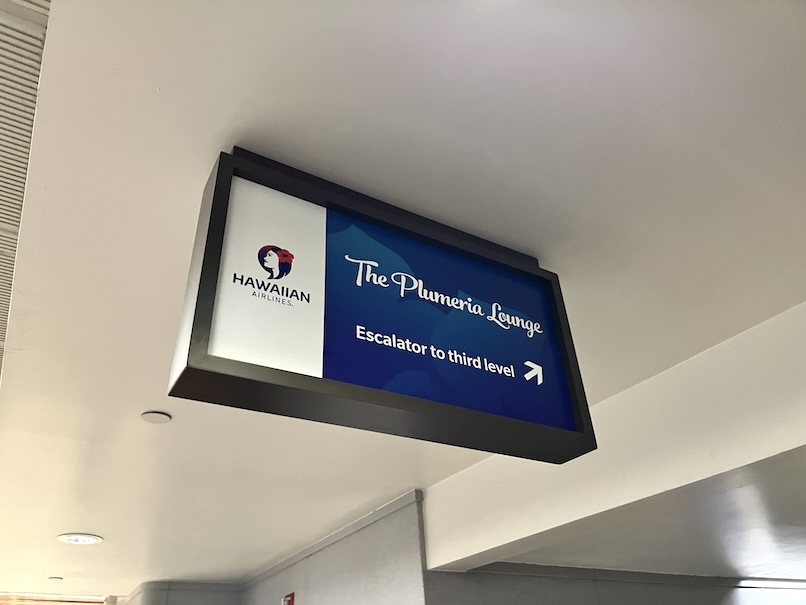 HAWAIIAN
AIRLINES.
The Plumeria Lounge
Escalator to third level